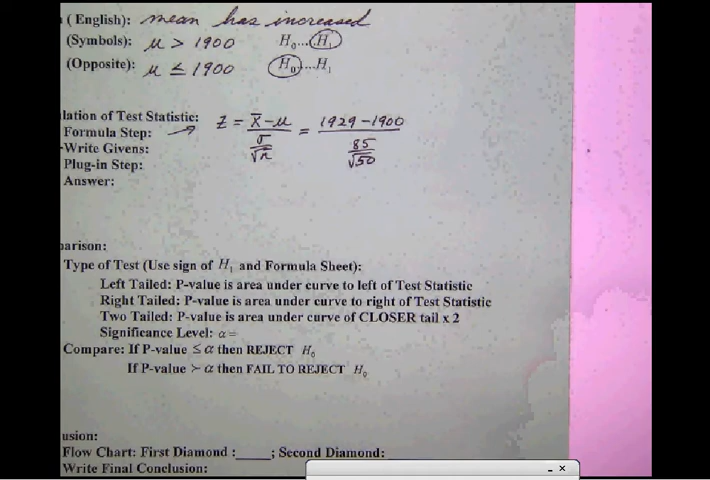 ( English): mean has increased
(Symbols): μ > 1900 H₀...H₁
(Opposite): μ ≤ 1900 H₀...H₁
lation of Test Statistic:
Formula Step: → z = (x̄ - μ) / (σ/√n) = (1929 - 1900) / (85/√50)
-Write Givens:
Plug-in Step:
Answer:
parison:
Type of Test (Use sign of H₁ and Formula Sheet):
Left Tailed: P-value is area under curve to left of Test Statistic
Right Tailed: P-value is area under curve to right of Test Statistic
Two Tailed: P-value is area under curve of CLOSER tail x 2
Significance Level: α =
Compare: If P-value ≤ α then REJECT H₀
If P-value > α then FAIL TO REJECT H₀
usion:
Flow Chart: First Diamond :____; Second Diamond:
Write Final Conclusion: